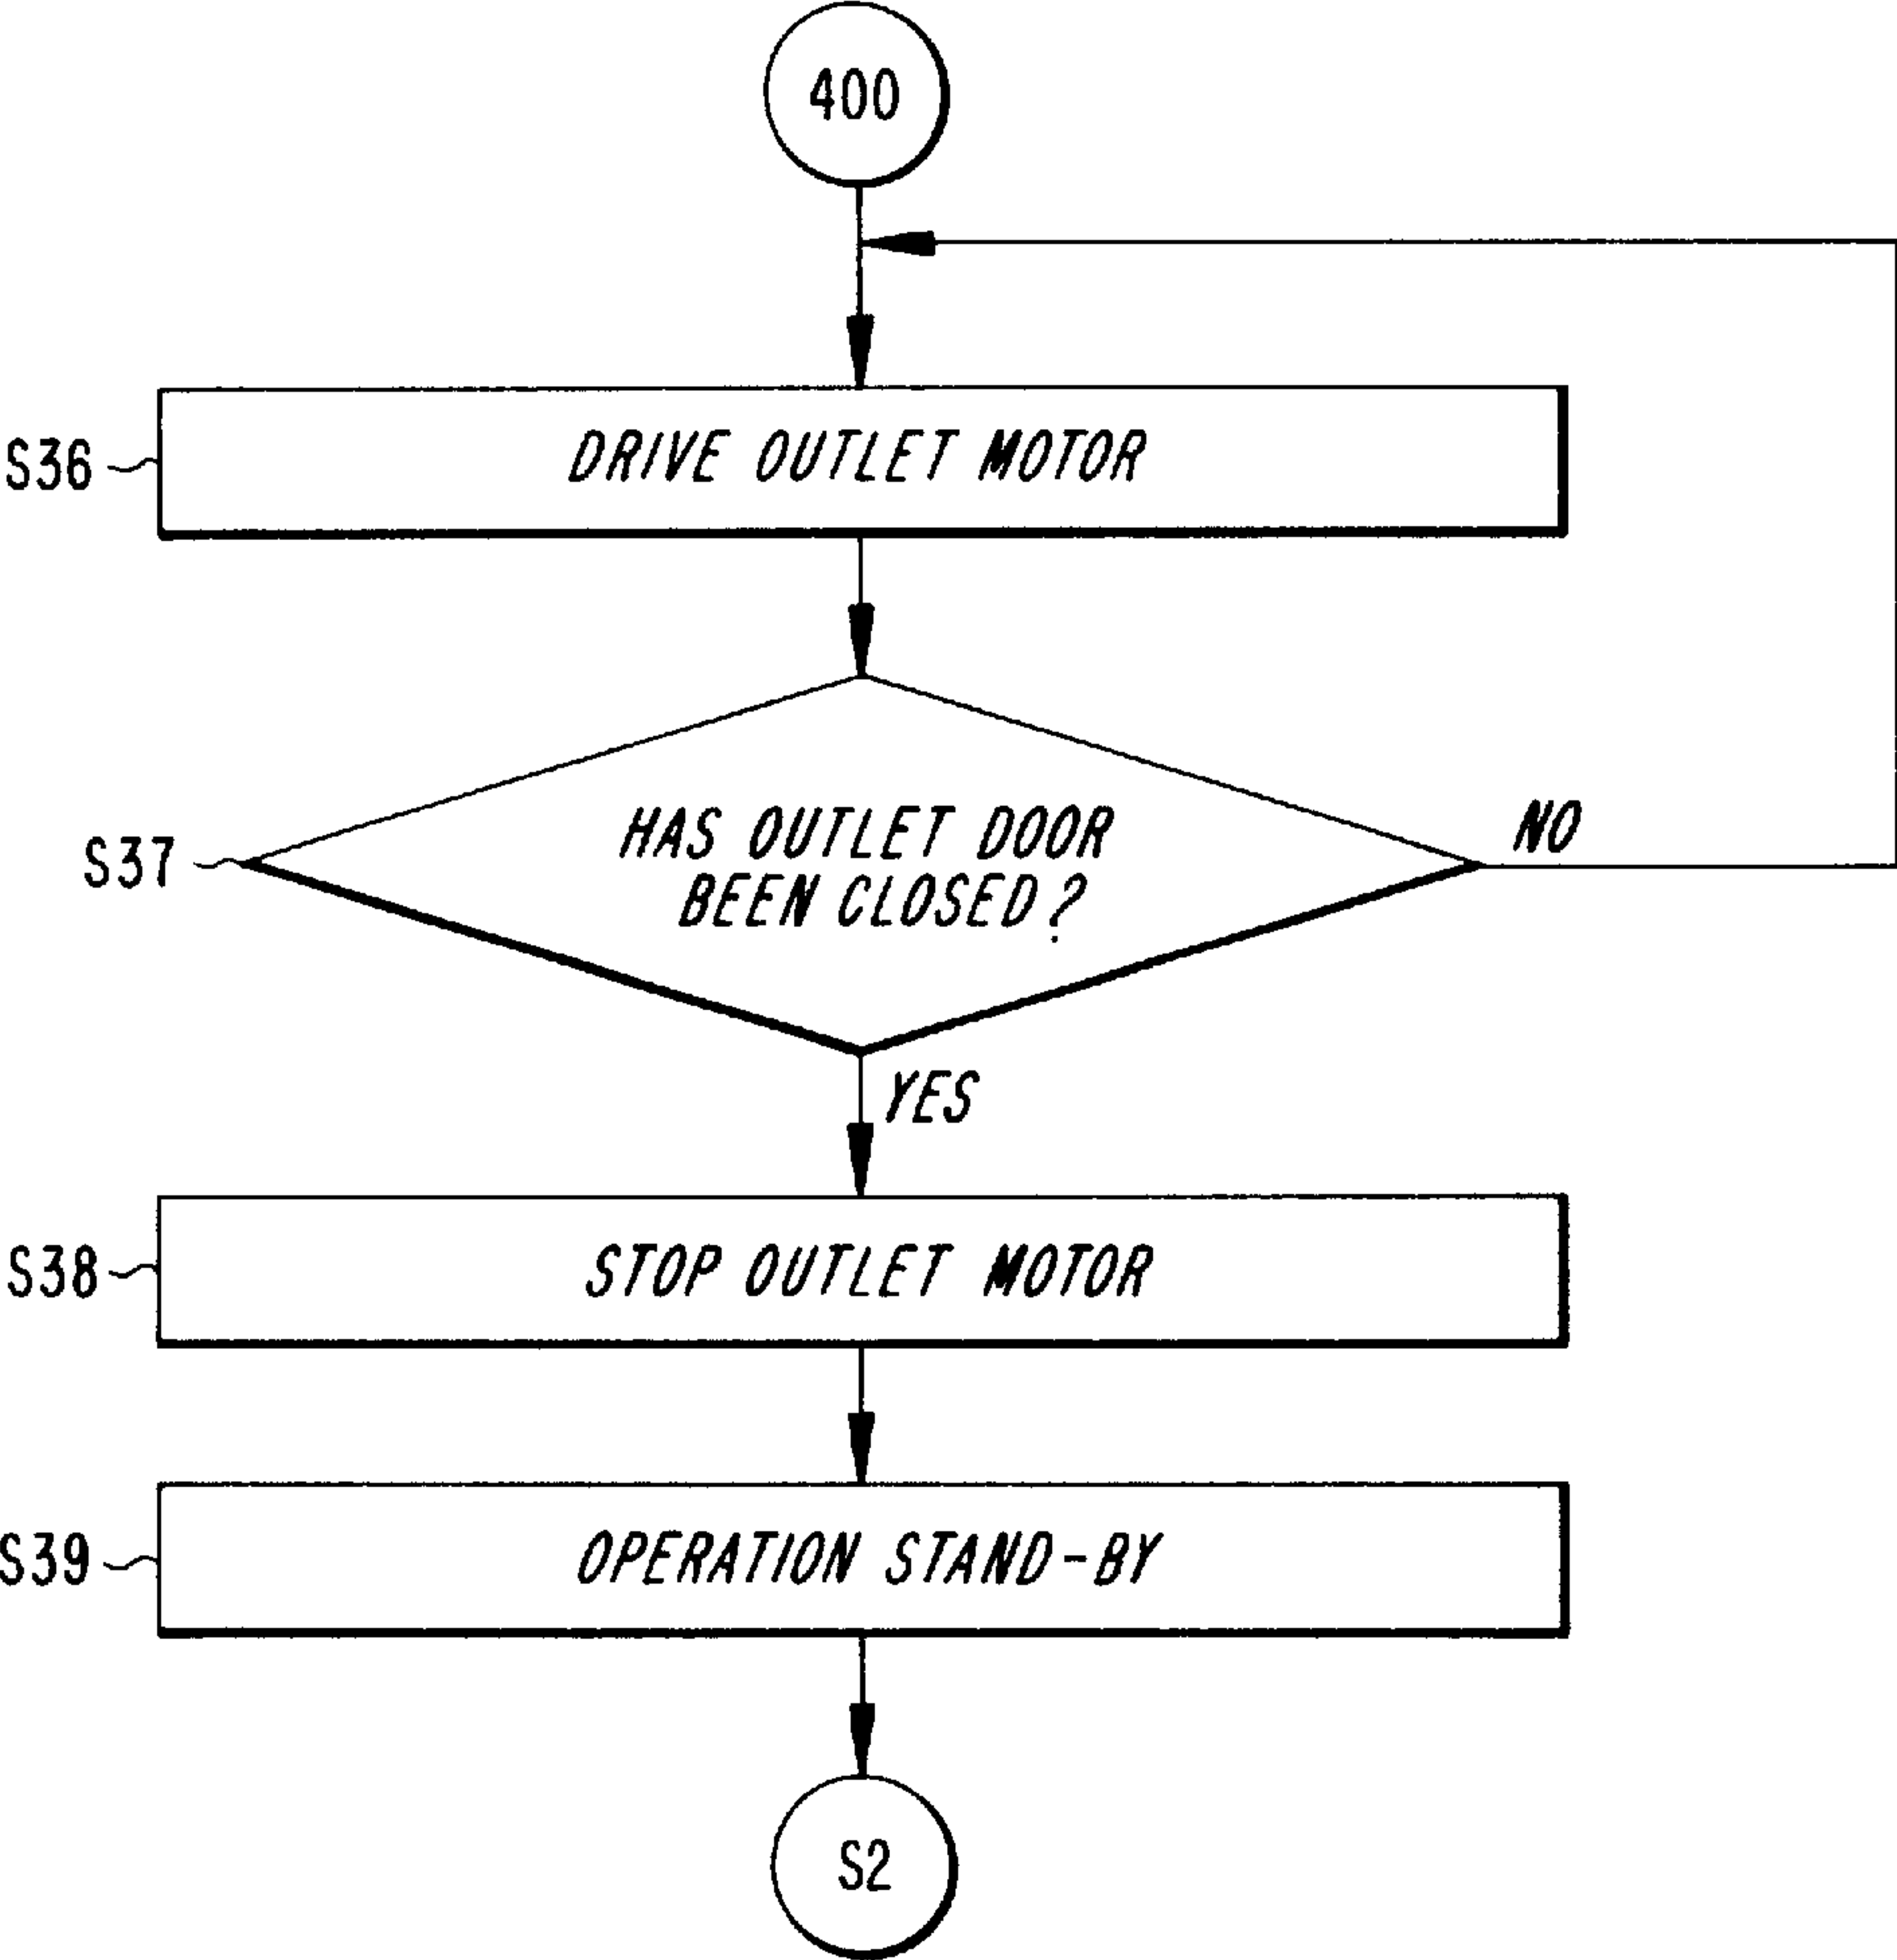 400
S36
DRIVE OUTLET MOTOR
S37
HAS OUTLET DOOR
BEEN CLOSED?
NO
YES
S38
STOP OUTLET MOTOR
S39
OPERATION STAND-BY
S2